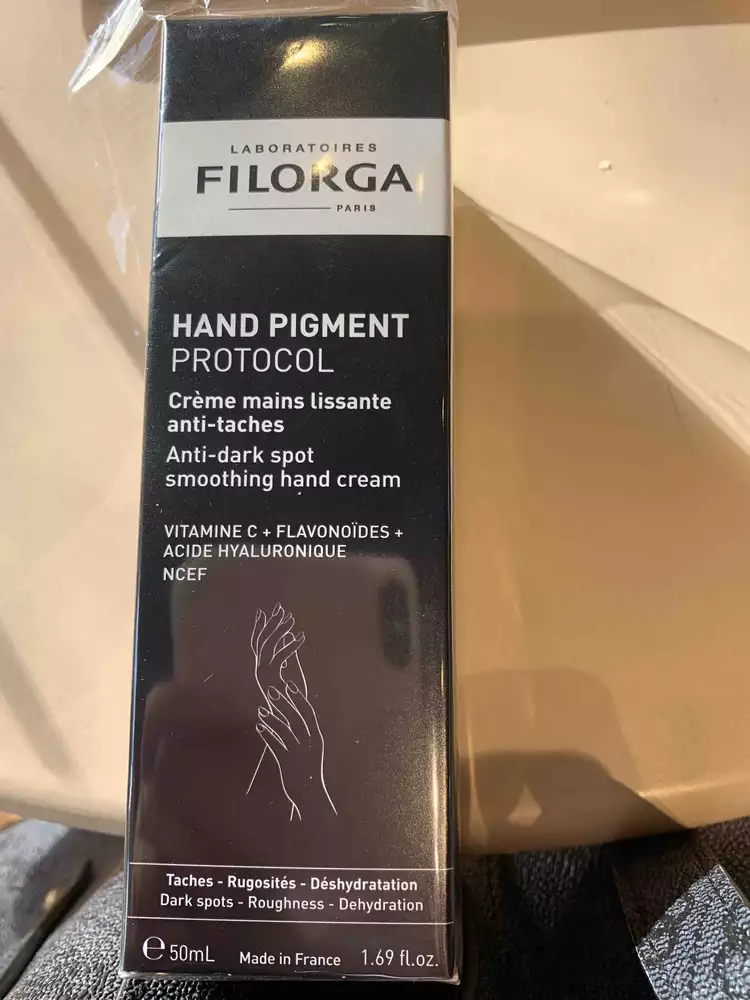 LABORATOIRES
FILORGA
PARIS
HAND PIGMENT
PROTOCOL
Crème mains lissante
anti-taches
Anti-dark spot
smoothing hand cream
VITAMINE C + FLAVONOÏDES +
ACIDE HYALURONIQUE
NCEF
Taches - Rugosités - Déshydratation
Dark spots - Roughness - Dehydration
℮ 50mL Made in France 1.69 fl.oz.